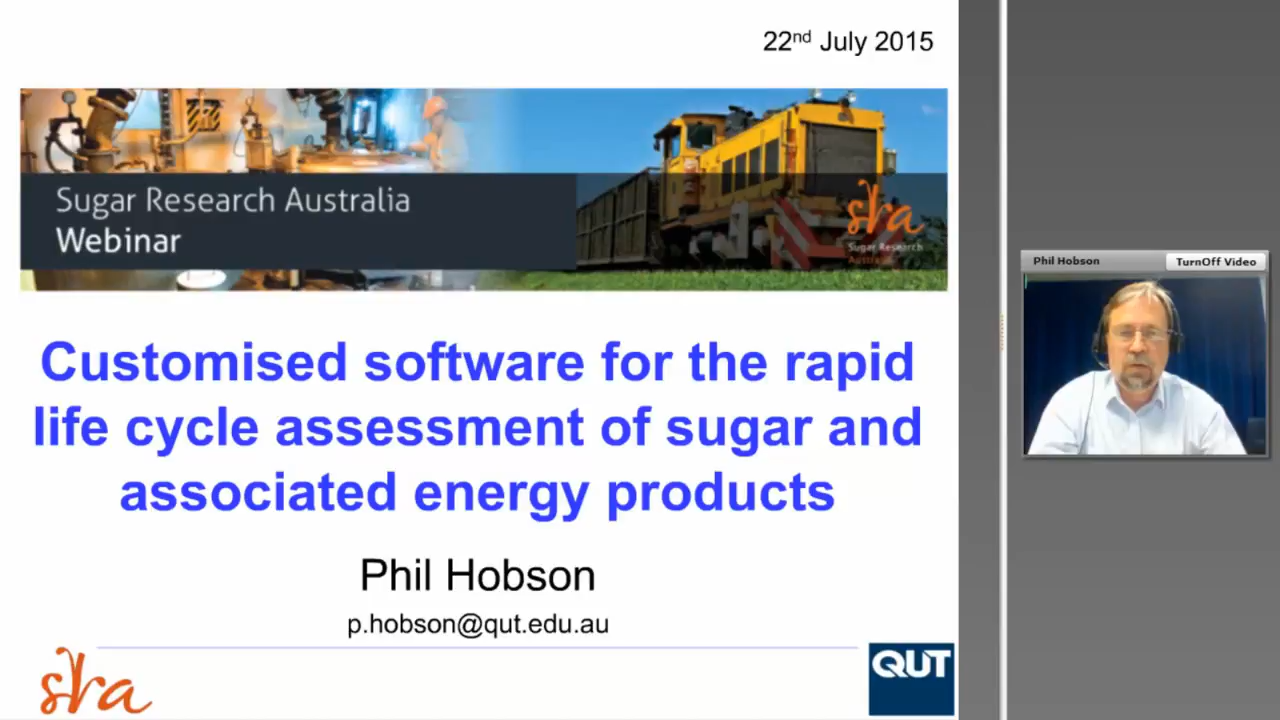 22nd July 2015
Sugar Research Australia
Webinar
sra
Sugar Research
Australia
Customised software for the rapid
life cycle assessment of sugar and
associated energy products
Phil Hobson
p.hobson@qut.edu.au
sra
QUT
Phil Hobson
TurnOff Video